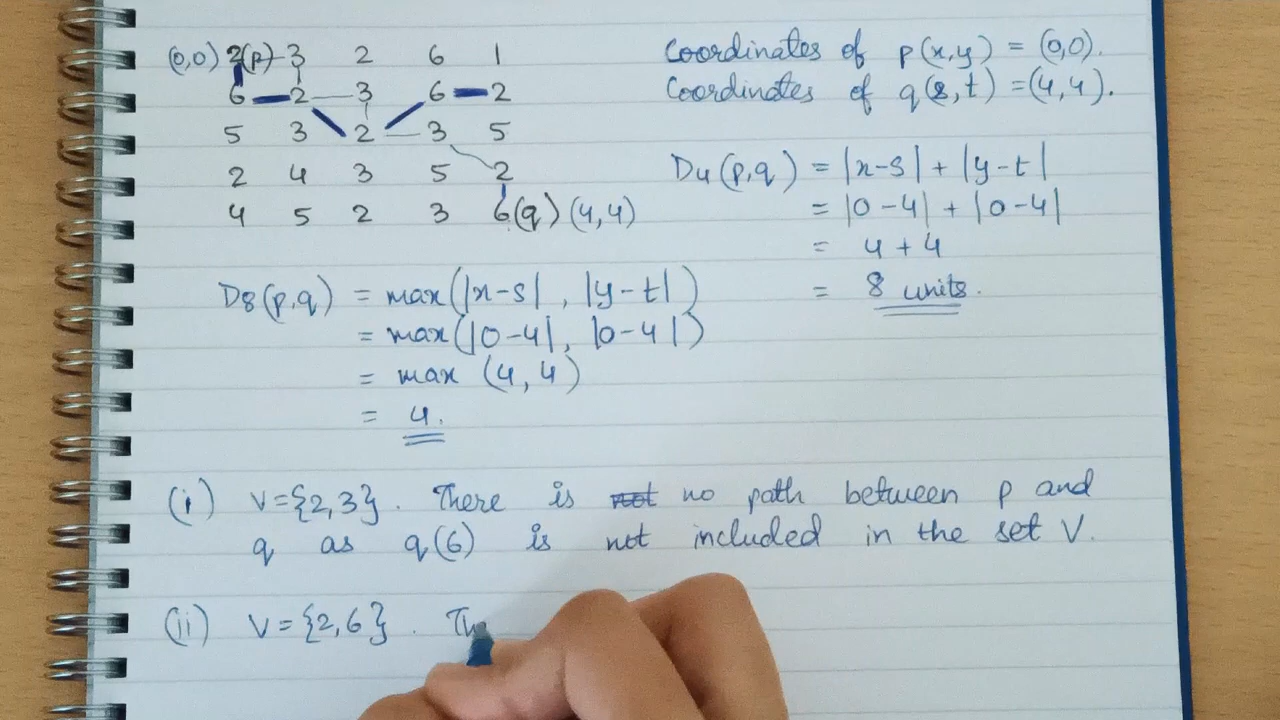 (0,0) 2(p) 3 2 6 1
6 2 3 6 2
5 3 2 3 5
2 4 3 5 2
4 5 2 3 6(q) (4,4)
Coordinates of p(x,y) = (0,0).
Coordinates of q(s,t) = (4,4).
D4(p,q) = |x-s| + |y-t|
= |0-4| + |0-4|
= 4 + 4
= 8 units.
D8(p,q) = max(|x-s| , |y-t|)
= max(|0-4|, |0-4|)
= max (4,4)
= 4.
(i) V={2,3}. There is no path between p and
q as q(6) is not included in the set V.
(ii) V={2,6}. Th